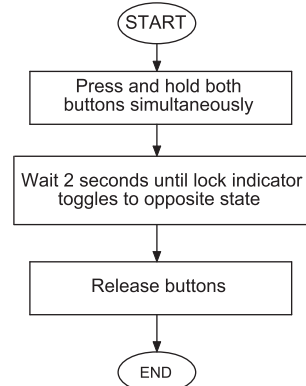 START
Press and hold both
buttons simultaneously
Wait 2 seconds until lock indicator
toggles to opposite state
Release buttons
END